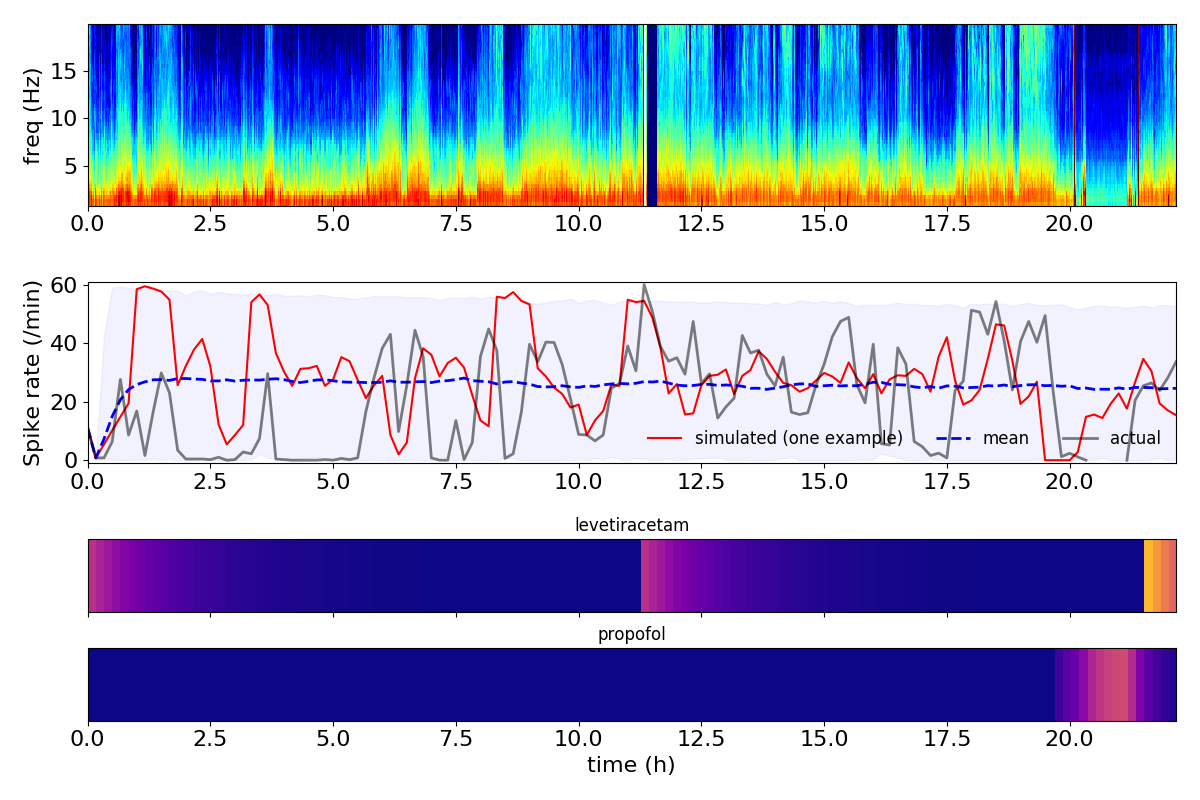 freq (Hz)
15
10
5
0.0 2.5 5.0 7.5 10.0 12.5 15.0 17.5 20.0
Spike rate (/min)
60
40
20
0
simulated (one example) mean actual
0.0 2.5 5.0 7.5 10.0 12.5 15.0 17.5 20.0
levetiracetam
propofol
0.0 2.5 5.0 7.5 10.0 12.5 15.0 17.5 20.0
time (h)